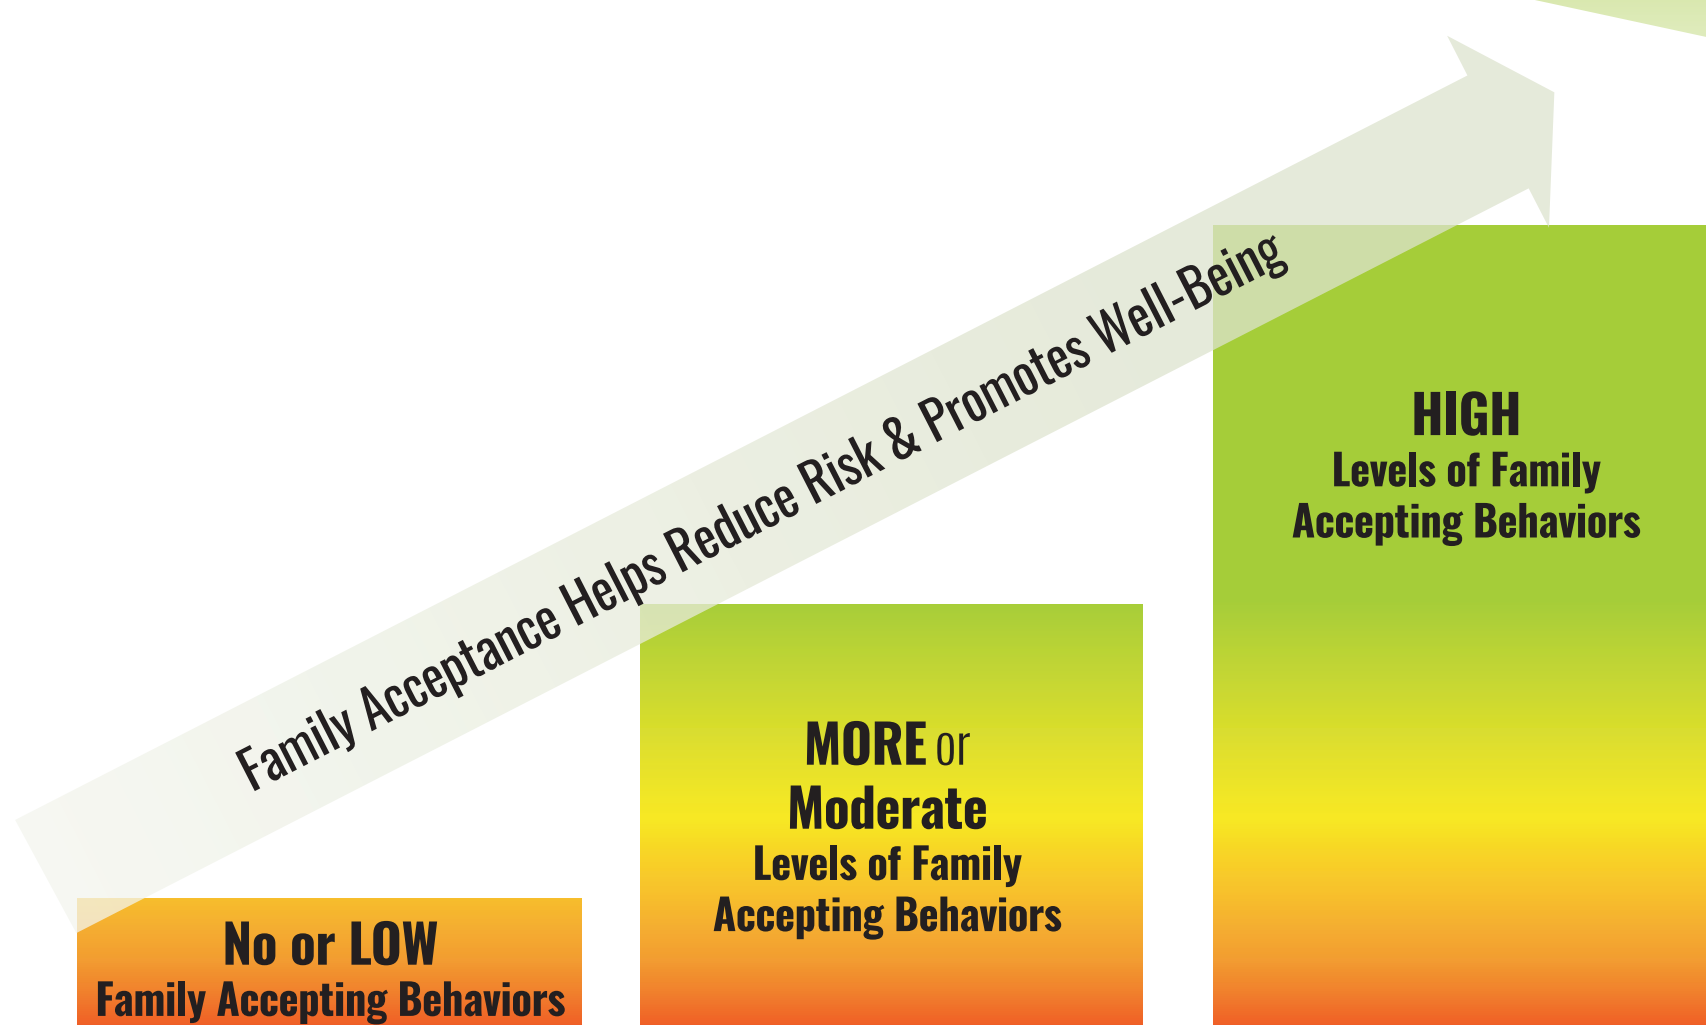 Family Acceptance Helps Reduce Risk & Promotes Well-Being
HIGH
Levels of Family
Accepting Behaviors
MORE or
Moderate
Levels of Family
Accepting Behaviors
No or LOW
Family Accepting Behaviors